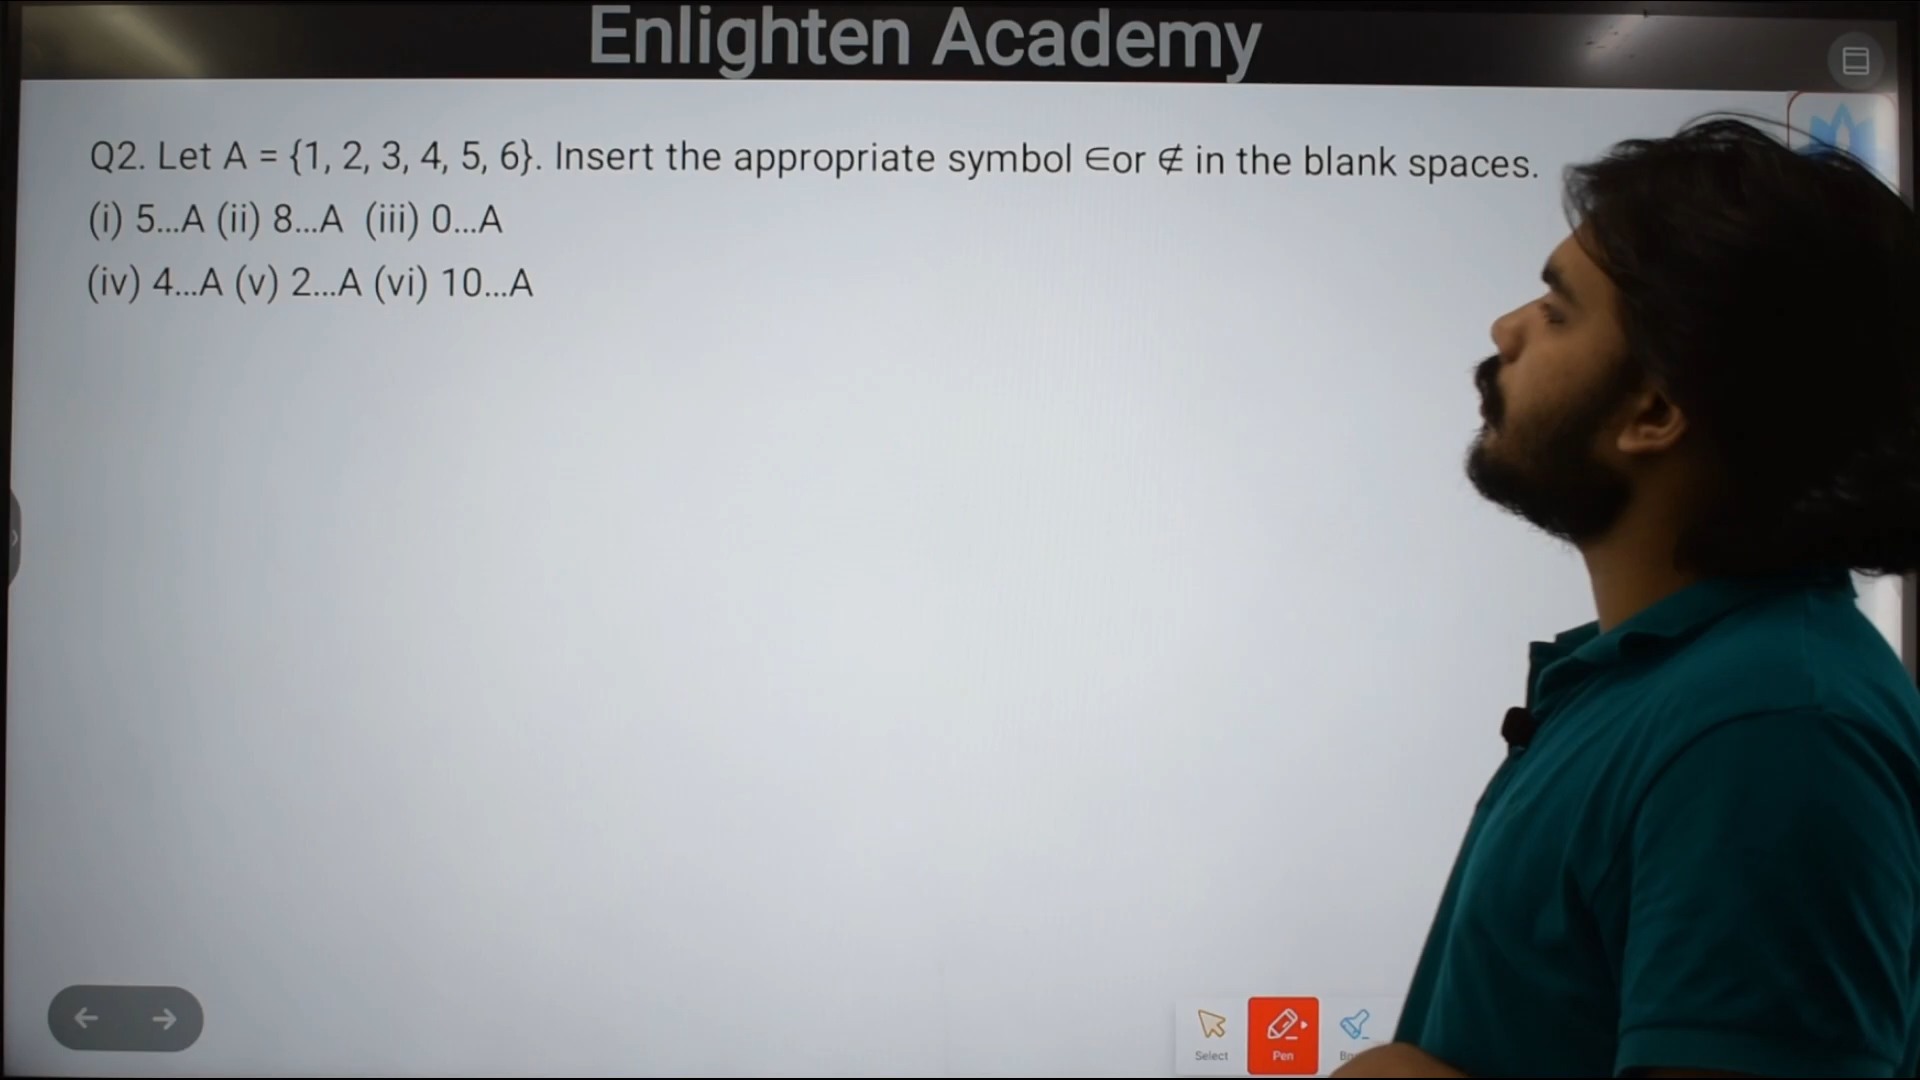 Enlighten Academy
Q2. Let A = {1, 2, 3, 4, 5, 6}. Insert the appropriate symbol ∈or ∉ in the blank spaces.
(i) 5...A (ii) 8...A (iii) 0...A
(iv) 4...A (v) 2...A (vi) 10...A
Select Pen